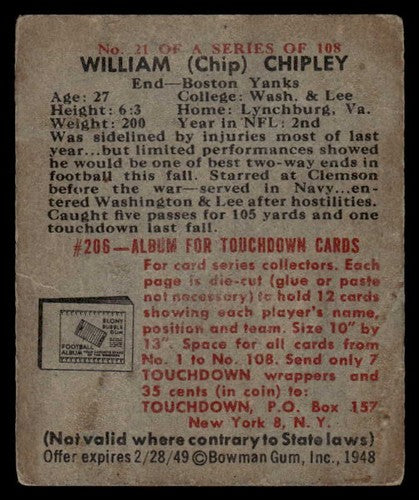 No. 21 OF A SERIES OF 108
WILLIAM (Chip) CHIPLEY
End—Boston Yanks
Age: 27 College: Wash. & Lee
Height: 6:3 Home: Lynchburg, Va.
Weight: 200 Year in NFL: 2nd
Was sidelined by injuries most of last
year...but limited performances showed
he would be one of best two-way ends in
football this fall. Starred at Clemson
before the war—served in Navy...en-
tered Washington & Lee after hostilities.
Caught five passes for 105 yards and one
touchdown last fall.
#206—ALBUM FOR TOUCHDOWN CARDS
For card series collectors. Each
page is die-cut (glue or paste
not necessary) to hold 12 cards
showing each player's name,
position and team. Size 10" by
13". Space for all cards from
No. 1 to No. 108. Send only 7
TOUCHDOWN wrappers and
35 cents (in coin) to:
TOUCHDOWN, P.O. Box 157
New York 8, N. Y.
BLONY
BUBBLE
GUM
FOOTBALL
ALBUM
(Not valid where contrary to State laws)
Offer expires 2/28/49 ©Bowman Gum, Inc., 1948